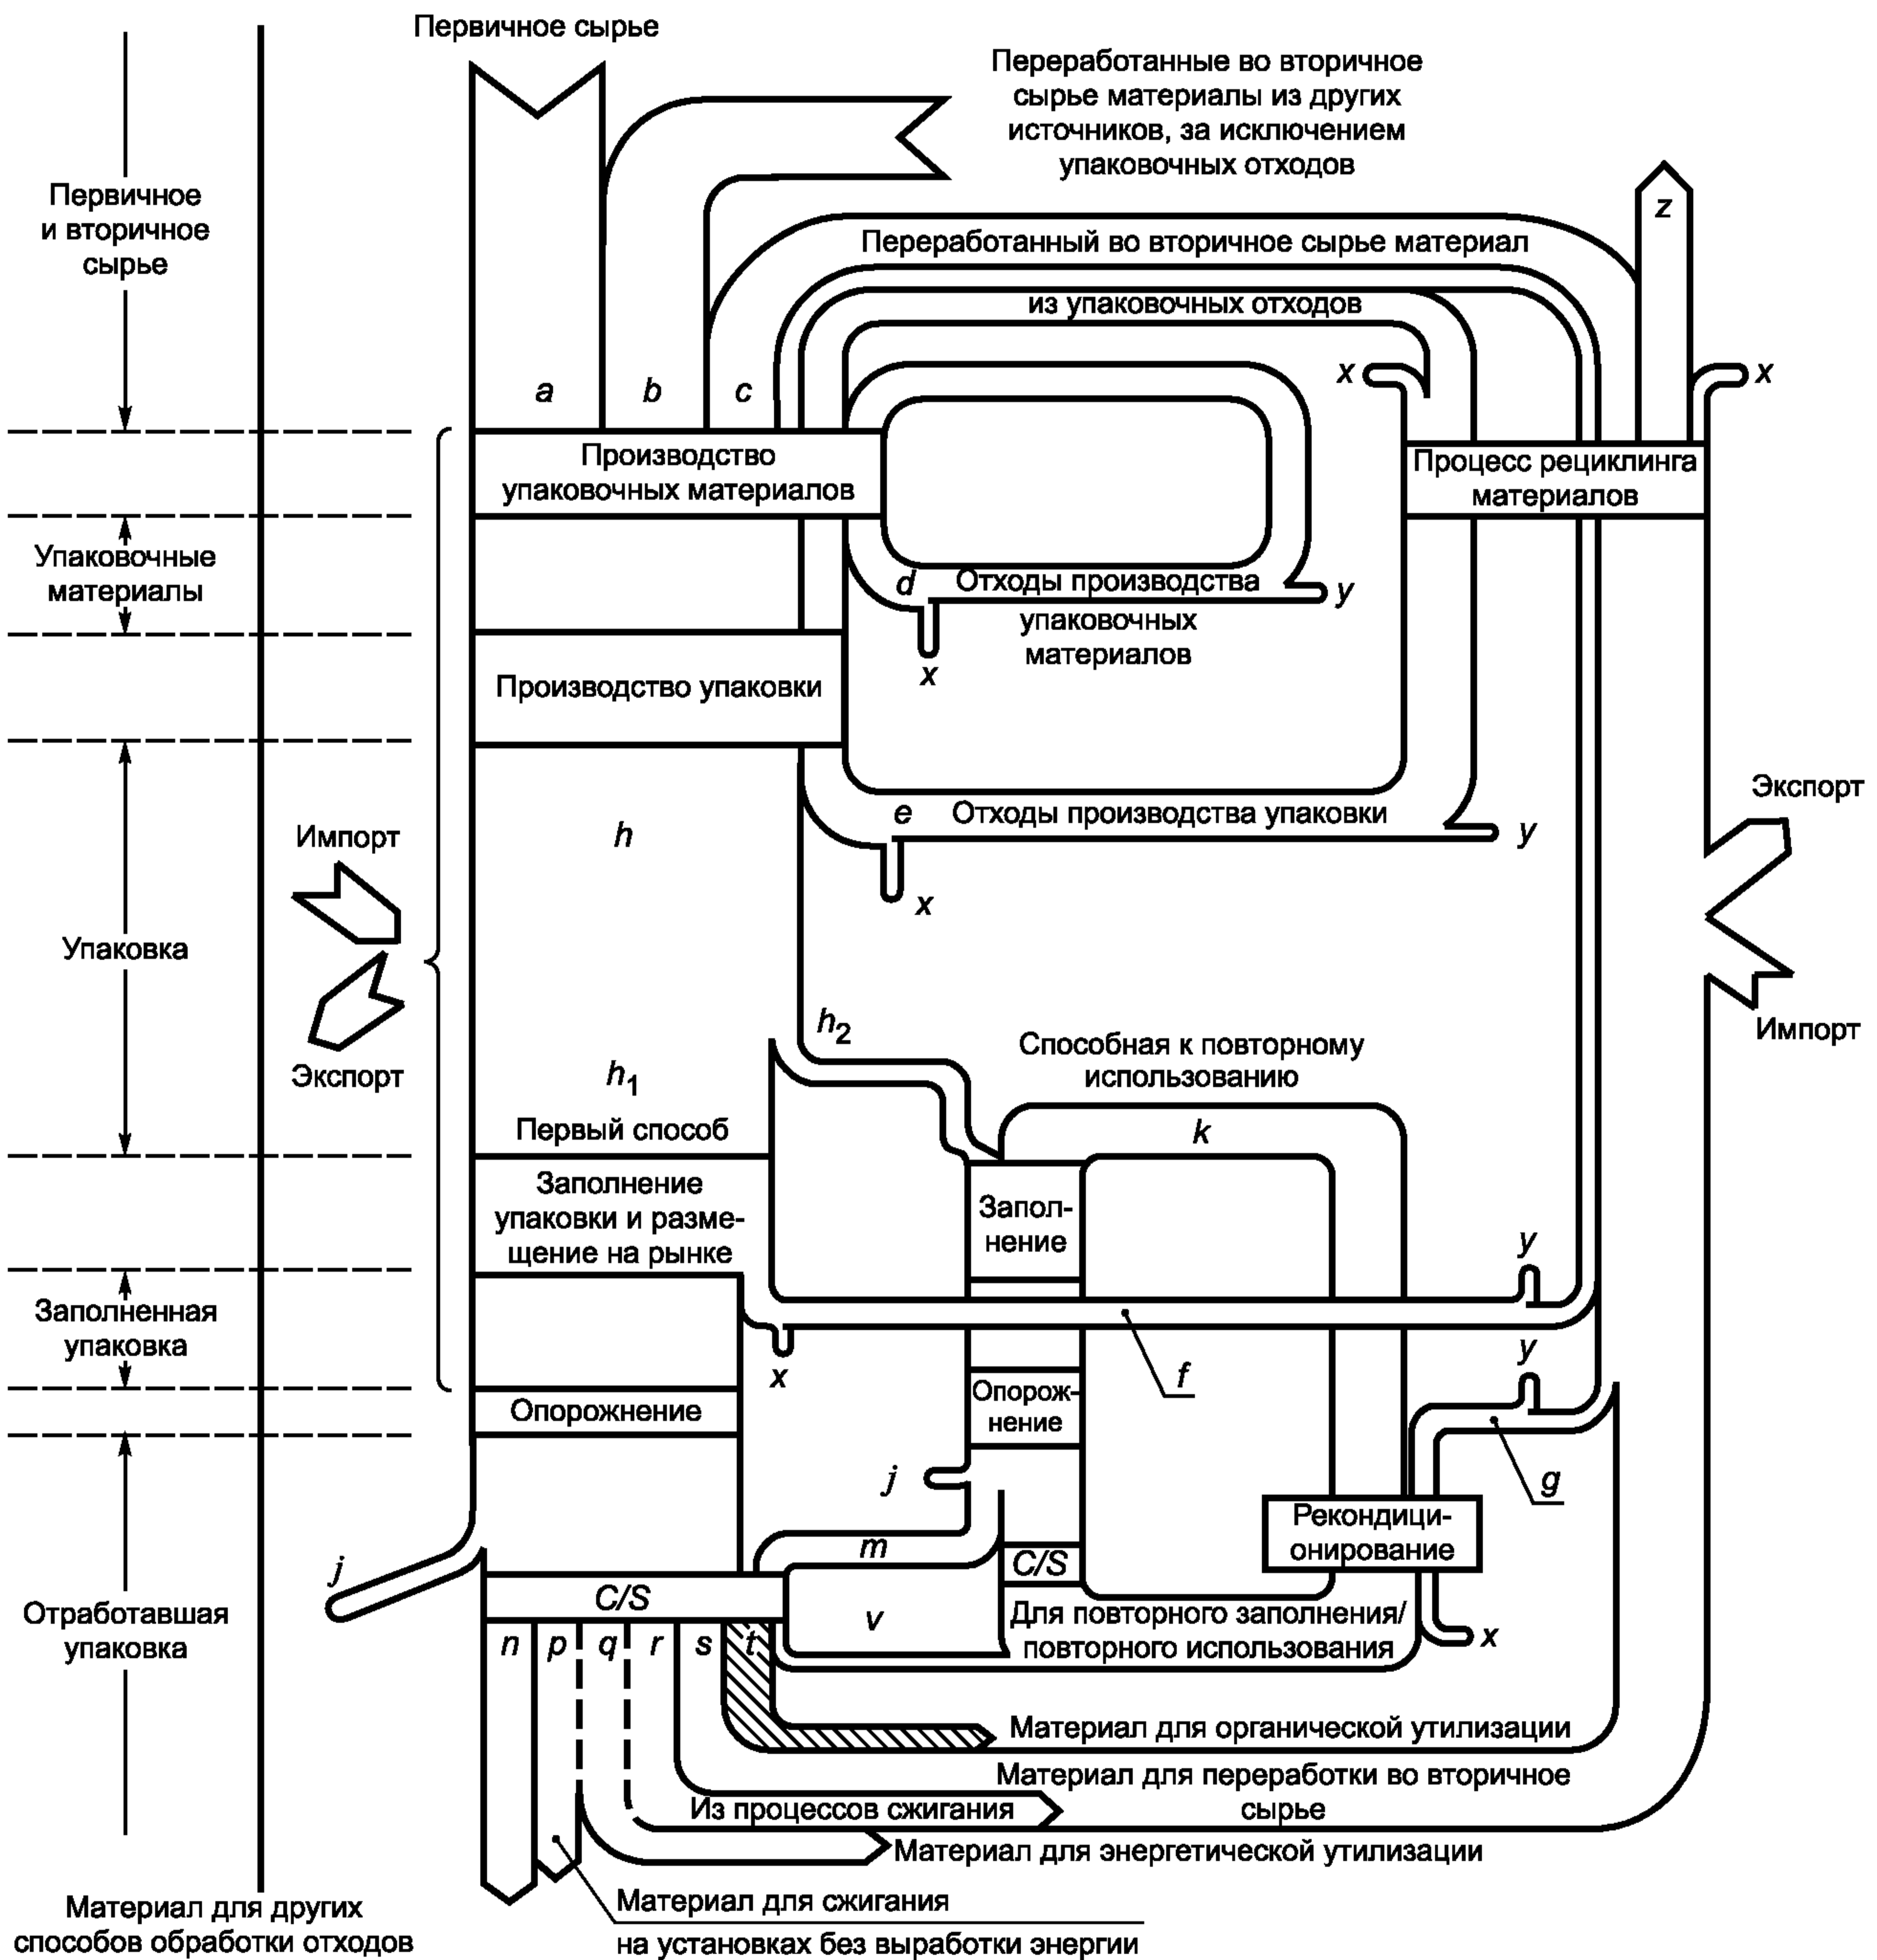 Первичное сырье
Переработанные во вторичное
сырье материалы из других
источников, за исключением
упаковочных отходов
Первичное
и вторичное
сырье
z
Переработанный во вторичное сырье материал
из упаковочных отходов
a
b
c
x
x
Производство
упаковочных материалов
Процесс рециклинга
материалов
Упаковочные
материалы
d
Отходы производства
упаковочных
материалов
y
x
Производство упаковки
e
Отходы производства упаковки
y
x
h
Импорт
Экспорт
Упаковка
Экспорт
Импорт
h2
h1
Способная к повторному
использованию
k
Первый способ
Заполнение
упаковки и разме-
щение на рынке
Запол-
нение
y
Заполненная
упаковка
x
f
y
Опорожнение
Опорож-
нение
g
j
Рекондици-
онирование
m
C/S
j
C/S
v
Для повторного заполнения/
повторного использования
x
Отработавшая
упаковка
n
p
q
r
s
t
Материал для органической утилизации
Материал для переработки во вторичное
сырье
Из процессов сжигания
Материал для энергетической утилизации
Материал для сжигания
на установках без выработки энергии
Материал для других
способов обработки отходов